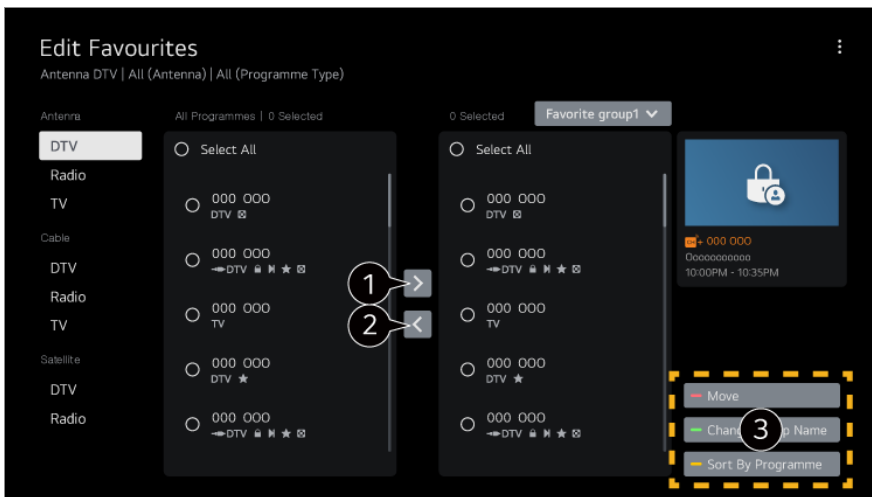 Edit Favourites
Antenna DTV | All (Antenna) | All (Programme Type)
Antenna
DTV
Radio
TV
Cable
DTV
Radio
TV
Satellite
DTV
Radio
All Programmes | 0 Selected
Select All
000 000
DTV
000 000
DTV
000 000
TV
000 000
DTV
000 000
DTV
1
2
0 Selected
Favorite group1
Select All
000 000
DTV
000 000
DTV
000 000
TV
000 000
DTV
000 000
DTV
000 000
Ooooooooooo
10:00PM - 10:35PM
Move
3
Name
Sort By Programme